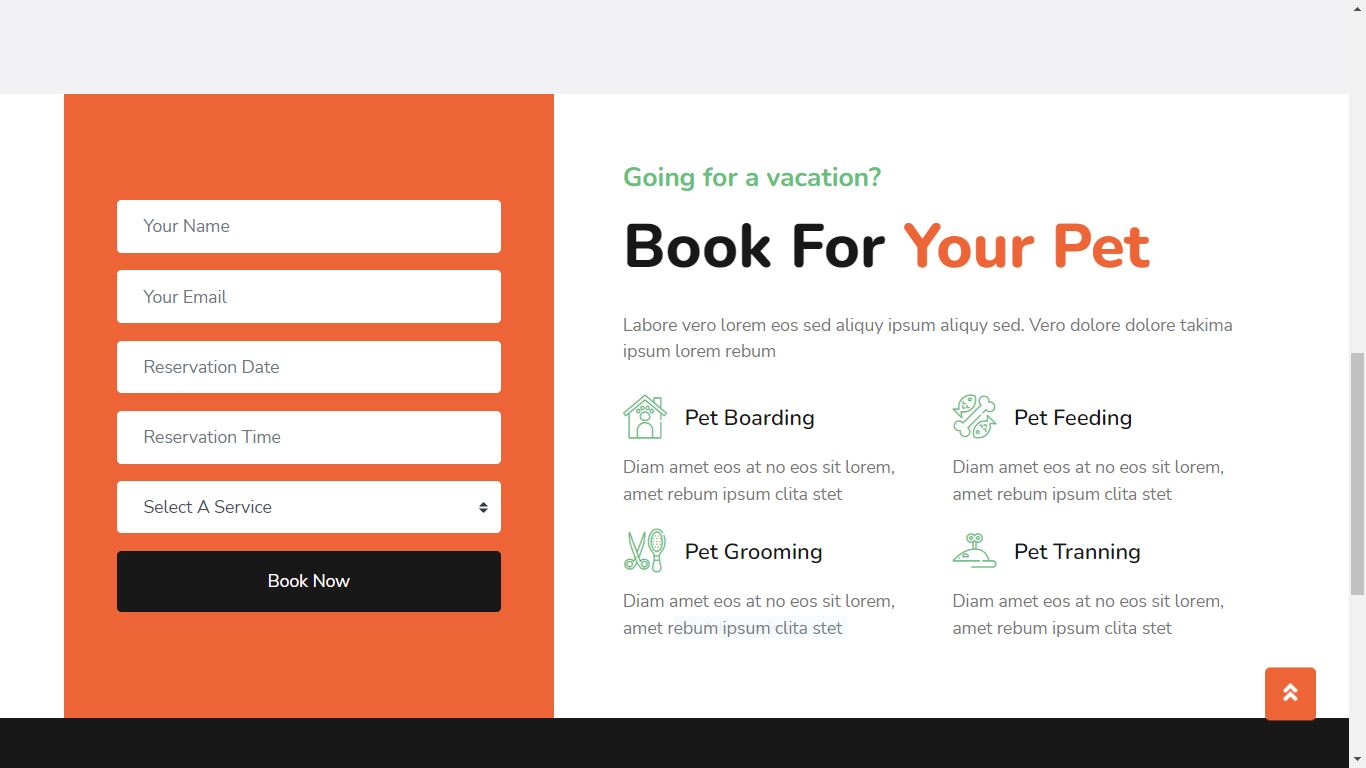 Your Name
Your Email
Reservation Date
Reservation Time
Select A Service
Book Now
Going for a vacation?
Book For Your Pet
Labore vero lorem eos sed aliquy ipsum aliquy sed. Vero dolore dolore takima
ipsum lorem rebum
Pet Boarding
Diam amet eos at no eos sit lorem,
amet rebum ipsum clita stet
Pet Feeding
Diam amet eos at no eos sit lorem,
amet rebum ipsum clita stet
Pet Grooming
Diam amet eos at no eos sit lorem,
amet rebum ipsum clita stet
Pet Tranning
Diam amet eos at no eos sit lorem,
amet rebum ipsum clita stet